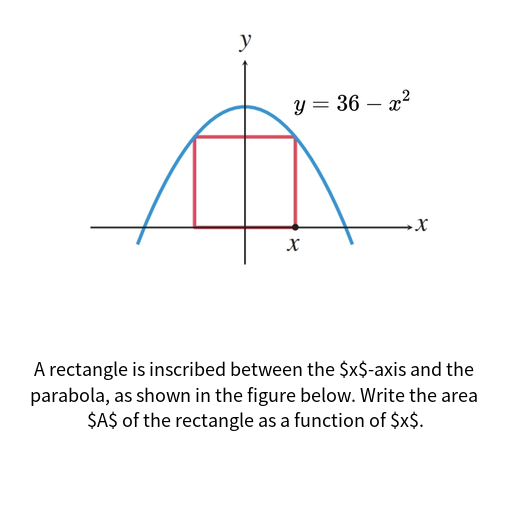 y
y = 36 − x²
x
x
A rectangle is inscribed between the $x$-axis and the
parabola, as shown in the figure below. Write the area
$A$ of the rectangle as a function of $x$.